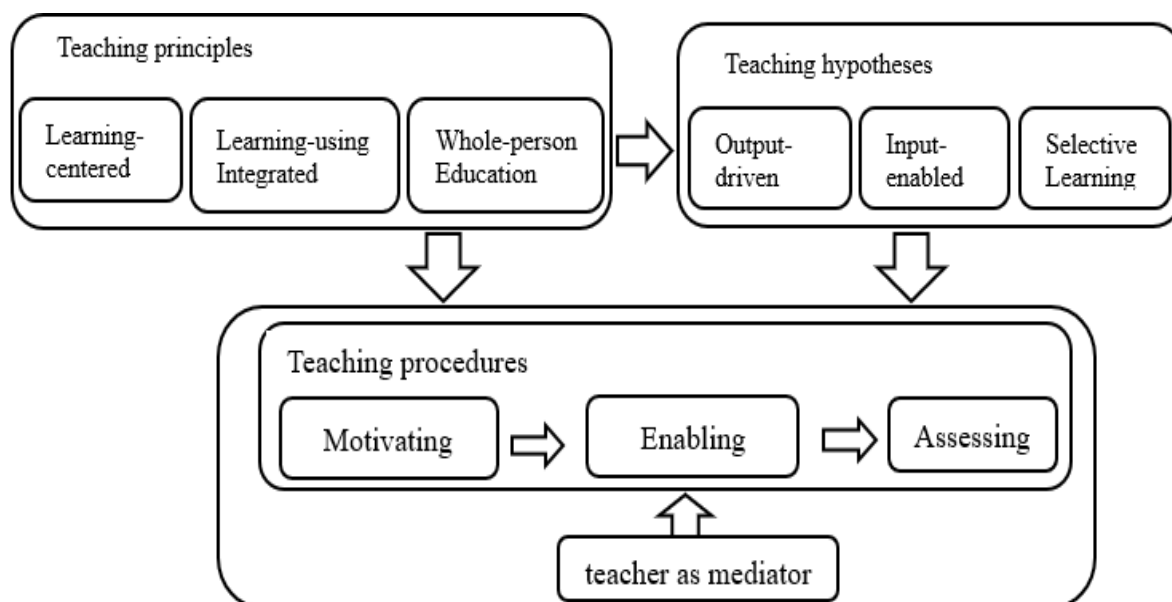 Teaching principles
Learning-
centered
Learning-using
Integrated
Whole-person
Education
Teaching hypotheses
Output-
driven
Input-
enabled
Selective
Learning
Teaching procedures
Motivating
Enabling
Assessing
teacher as mediator